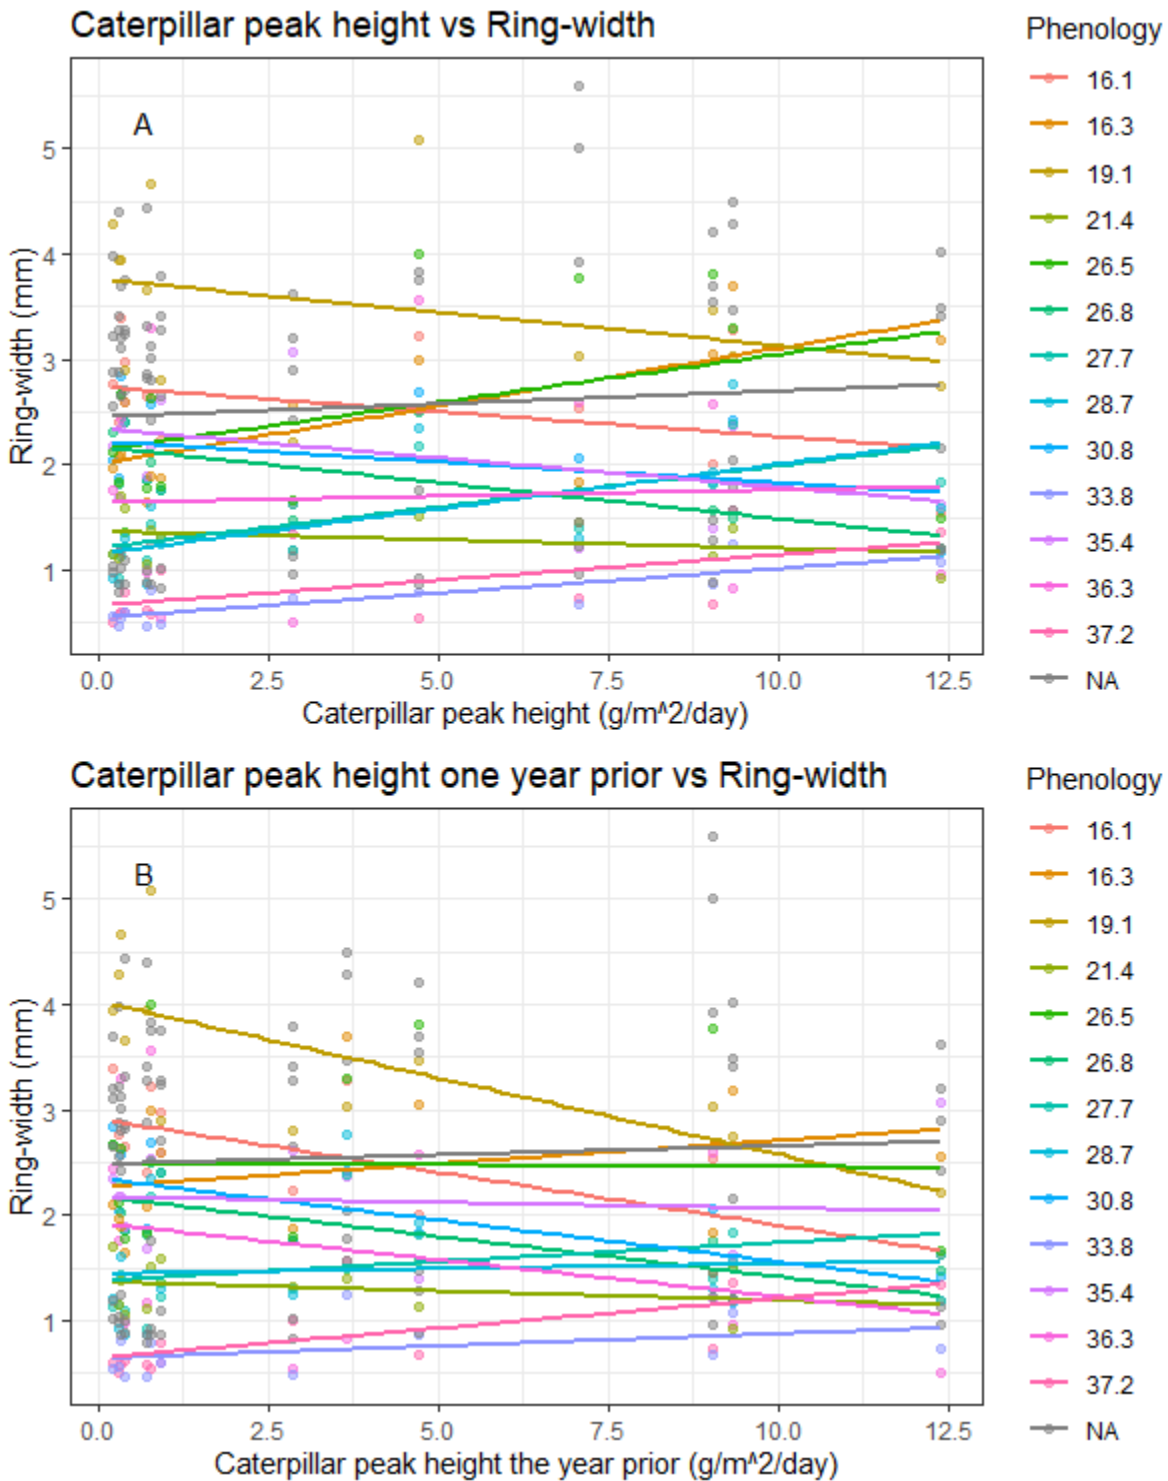 Caterpillar peak height vs Ring-width
Phenology
A
16.1
16.3
19.1
21.4
26.5
26.8
27.7
28.7
30.8
33.8
35.4
36.3
37.2
NA
5
4
3
2
1
Ring-width (mm)
0.0 2.5 5.0 7.5 10.0 12.5
Caterpillar peak height (g/m^2/day)
Caterpillar peak height one year prior vs Ring-width
Phenology
B
16.1
16.3
19.1
21.4
26.5
26.8
27.7
28.7
30.8
33.8
35.4
36.3
37.2
NA
5
4
3
2
1
Ring-width (mm)
0.0 2.5 5.0 7.5 10.0 12.5
Caterpillar peak height the year prior (g/m^2/day)